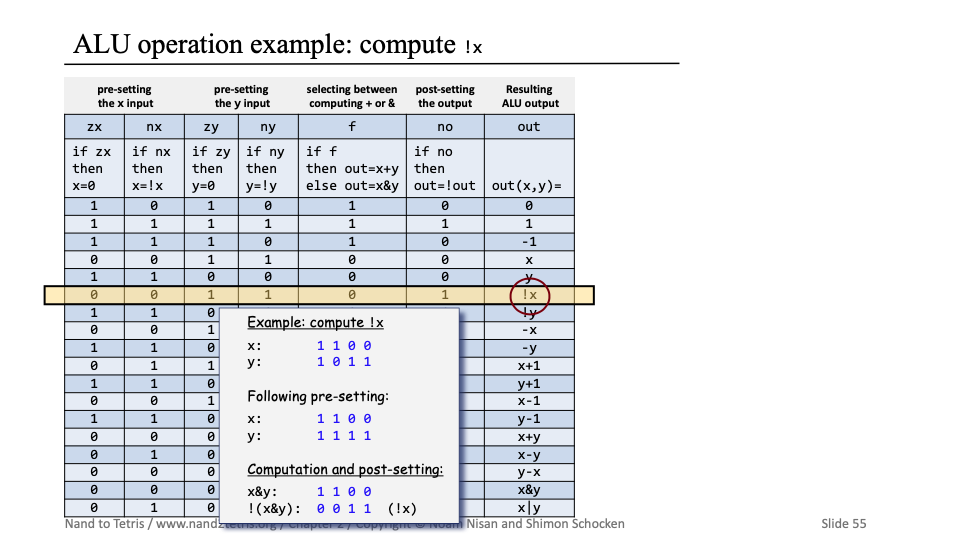 ALU operation example: compute !x
pre-setting the x input pre-setting the y input selecting between computing + or & post-setting the output Resulting ALU output
zx nx zy ny f no out
if zx then x=0 if nx then x=!x if zy then y=0 if ny then y=!y if f then out=x+y else out=x&y if no then out=!out out(x,y)=
1 0 1 0 1 0 0
1 1 1 1 1 1 1
1 1 1 0 1 0 -1
0 0 1 1 0 0 x
1 1 0 0 0 0 y
0 0 1 1 0 1 !x
1 1 0 !y
0 0 1 -x
1 1 0 -y
0 1 1 x+1
1 1 0 y+1
0 0 1 x-1
1 1 0 y-1
0 0 0 x+y
0 1 0 x-y
0 0 0 y-x
0 0 0 x&y
0 1 0 x|y
Example: compute !x
x: 1 1 0 0
y: 1 0 1 1
Following pre-setting:
x: 1 1 0 0
y: 1 1 1 1
Computation and post-setting:
x&y: 1 1 0 0
!(x&y): 0 0 1 1 (!x)
Nand to Tetris / www.nand2tetris.org / Chapter 2 / Copyright © Noam Nisan and Shimon Schocken
Slide 55